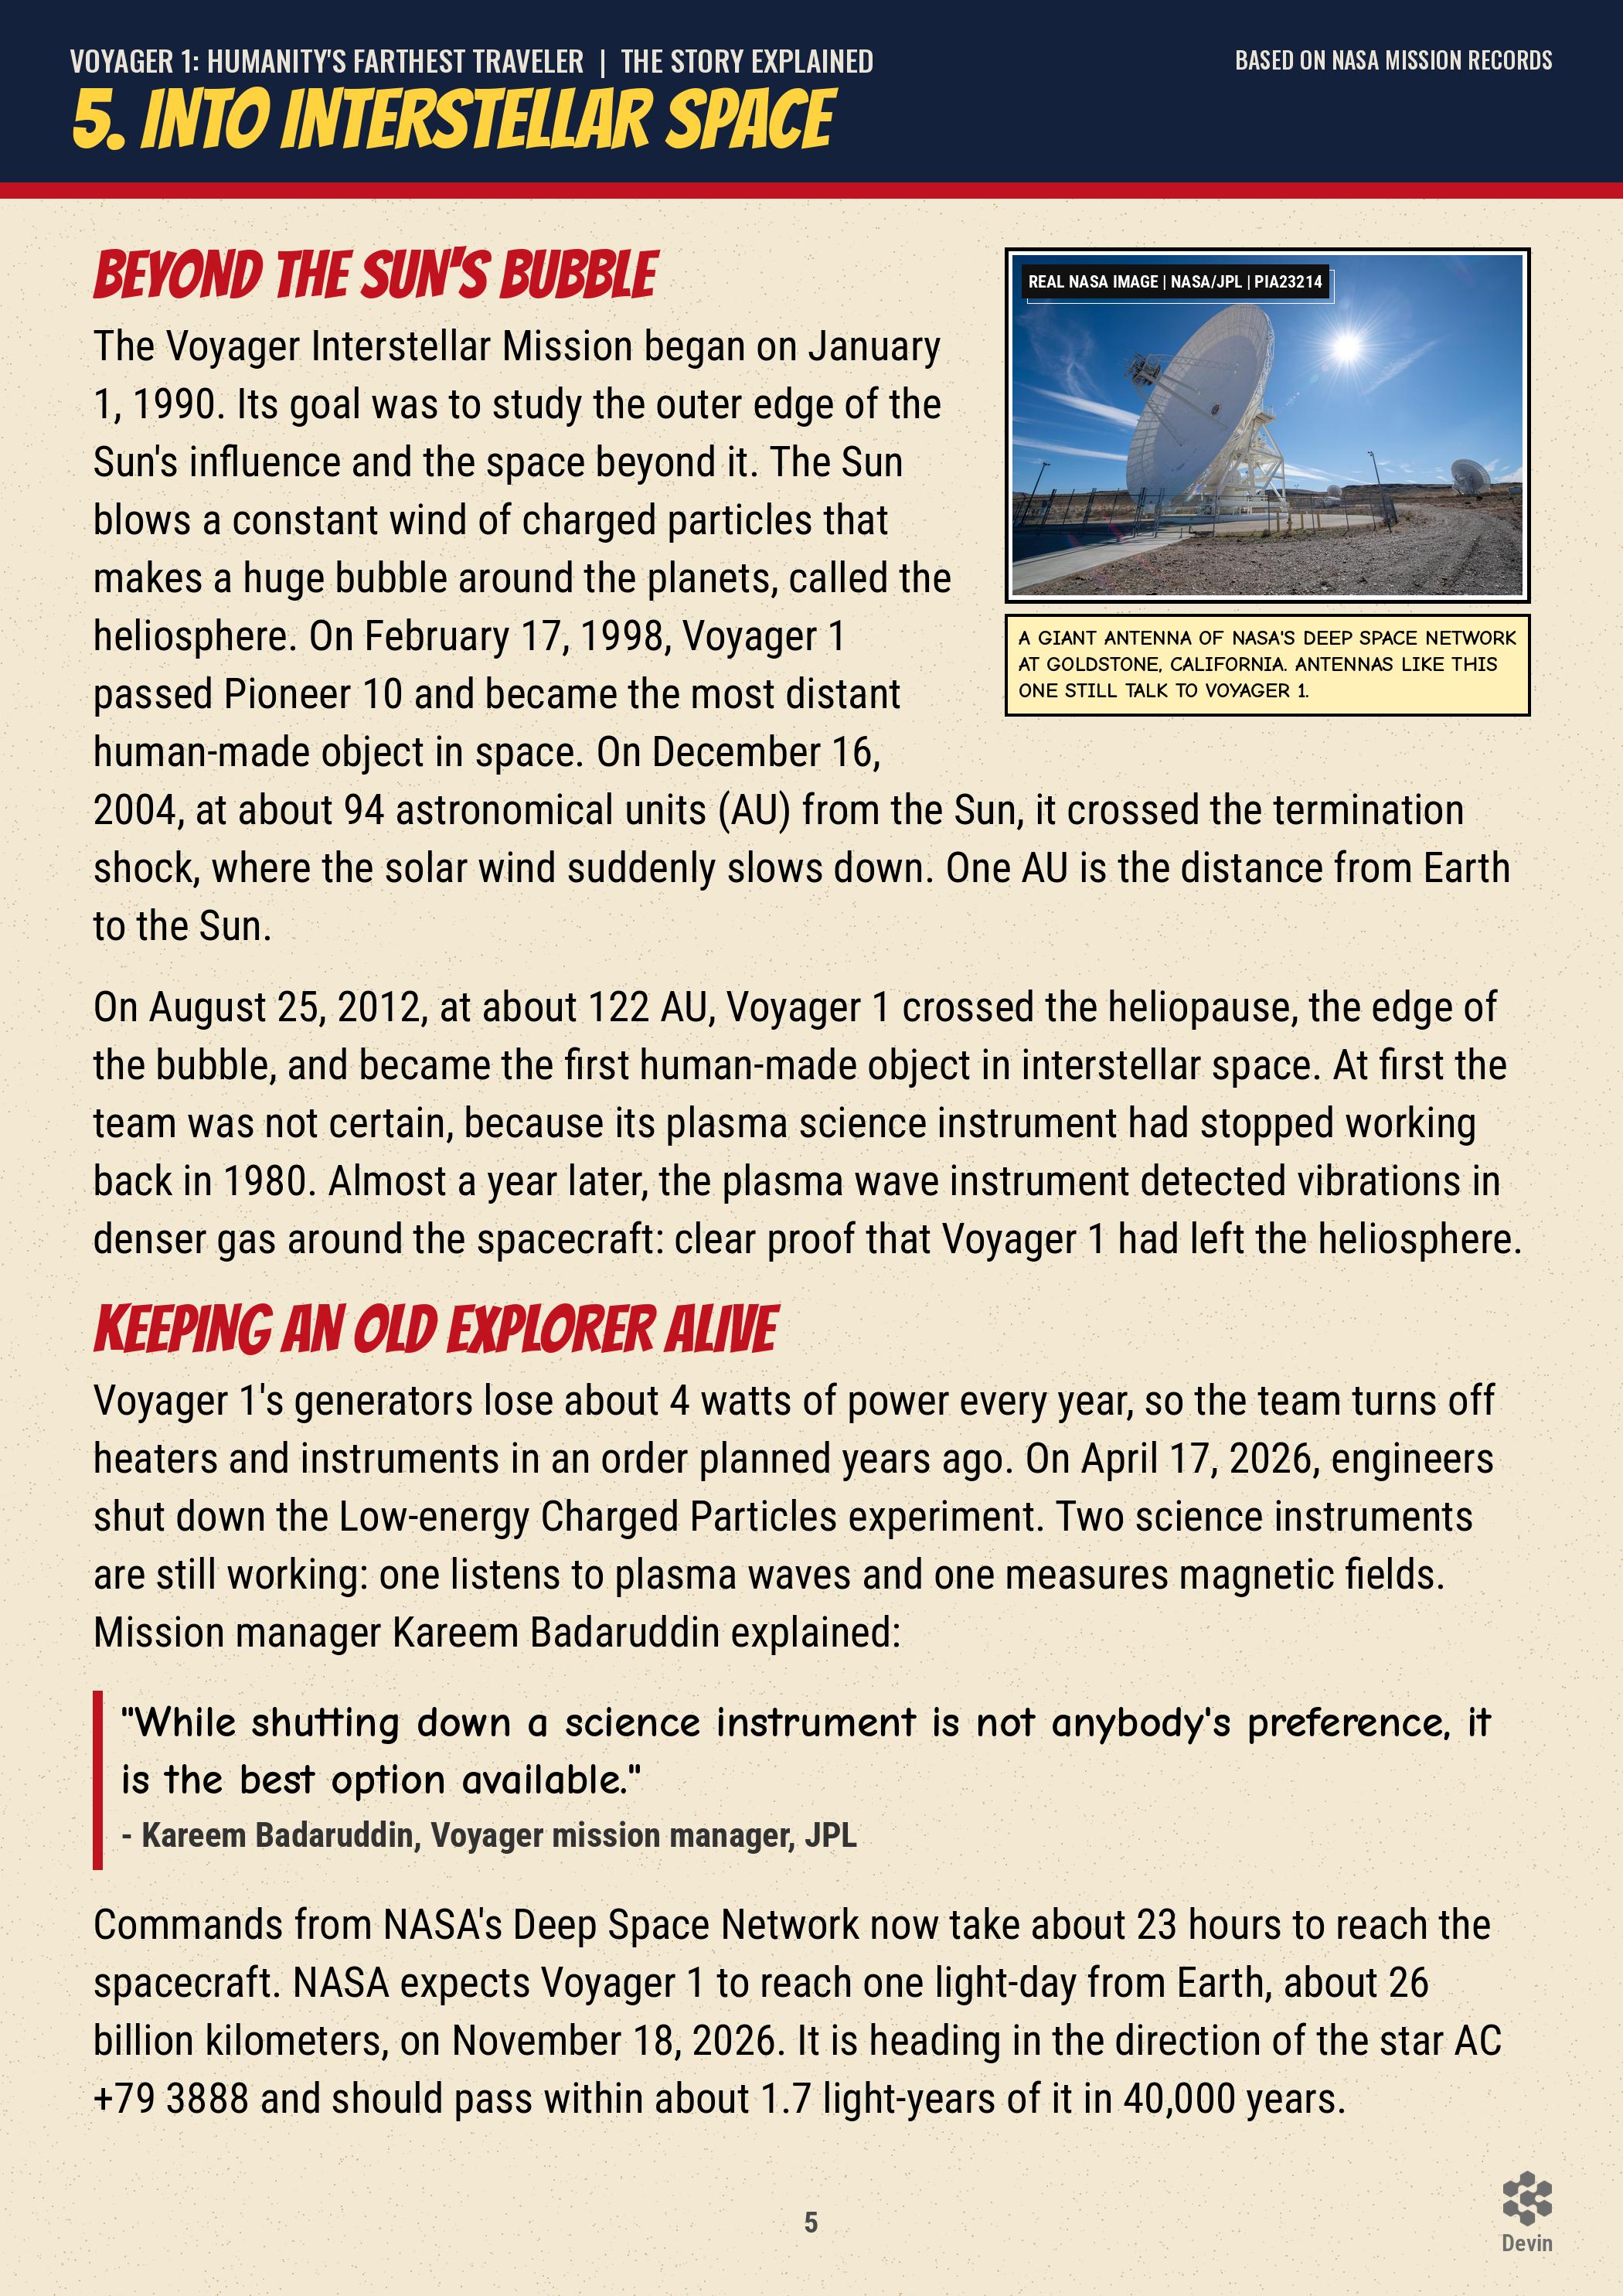 VOYAGER 1: HUMANITY'S FARTHEST TRAVELER | THE STORY EXPLAINED
BASED ON NASA MISSION RECORDS
5. INTO INTERSTELLAR SPACE
BEYOND THE SUN'S BUBBLE
The Voyager Interstellar Mission began on January
1, 1990. Its goal was to study the outer edge of the
Sun's influence and the space beyond it. The Sun
blows a constant wind of charged particles that
makes a huge bubble around the planets, called the
heliosphere. On February 17, 1998, Voyager 1
passed Pioneer 10 and became the most distant
human-made object in space. On December 16,
2004, at about 94 astronomical units (AU) from the Sun, it crossed the termination
shock, where the solar wind suddenly slows down. One AU is the distance from Earth
to the Sun.
REAL NASA IMAGE | NASA/JPL | PIA23214
A GIANT ANTENNA OF NASA'S DEEP SPACE NETWORK
AT GOLDSTONE, CALIFORNIA. ANTENNAS LIKE THIS
ONE STILL TALK TO VOYAGER 1.
On August 25, 2012, at about 122 AU, Voyager 1 crossed the heliopause, the edge of
the bubble, and became the first human-made object in interstellar space. At first the
team was not certain, because its plasma science instrument had stopped working
back in 1980. Almost a year later, the plasma wave instrument detected vibrations in
denser gas around the spacecraft: clear proof that Voyager 1 had left the heliosphere.
KEEPING AN OLD EXPLORER ALIVE
Voyager 1's generators lose about 4 watts of power every year, so the team turns off
heaters and instruments in an order planned years ago. On April 17, 2026, engineers
shut down the Low-energy Charged Particles experiment. Two science instruments
are still working: one listens to plasma waves and one measures magnetic fields.
Mission manager Kareem Badaruddin explained:
"While shutting down a science instrument is not anybody's preference, it
is the best option available."
- Kareem Badaruddin, Voyager mission manager, JPL
Commands from NASA's Deep Space Network now take about 23 hours to reach the
spacecraft. NASA expects Voyager 1 to reach one light-day from Earth, about 26
billion kilometers, on November 18, 2026. It is heading in the direction of the star AC
+79 3888 and should pass within about 1.7 light-years of it in 40,000 years.
5
Devin